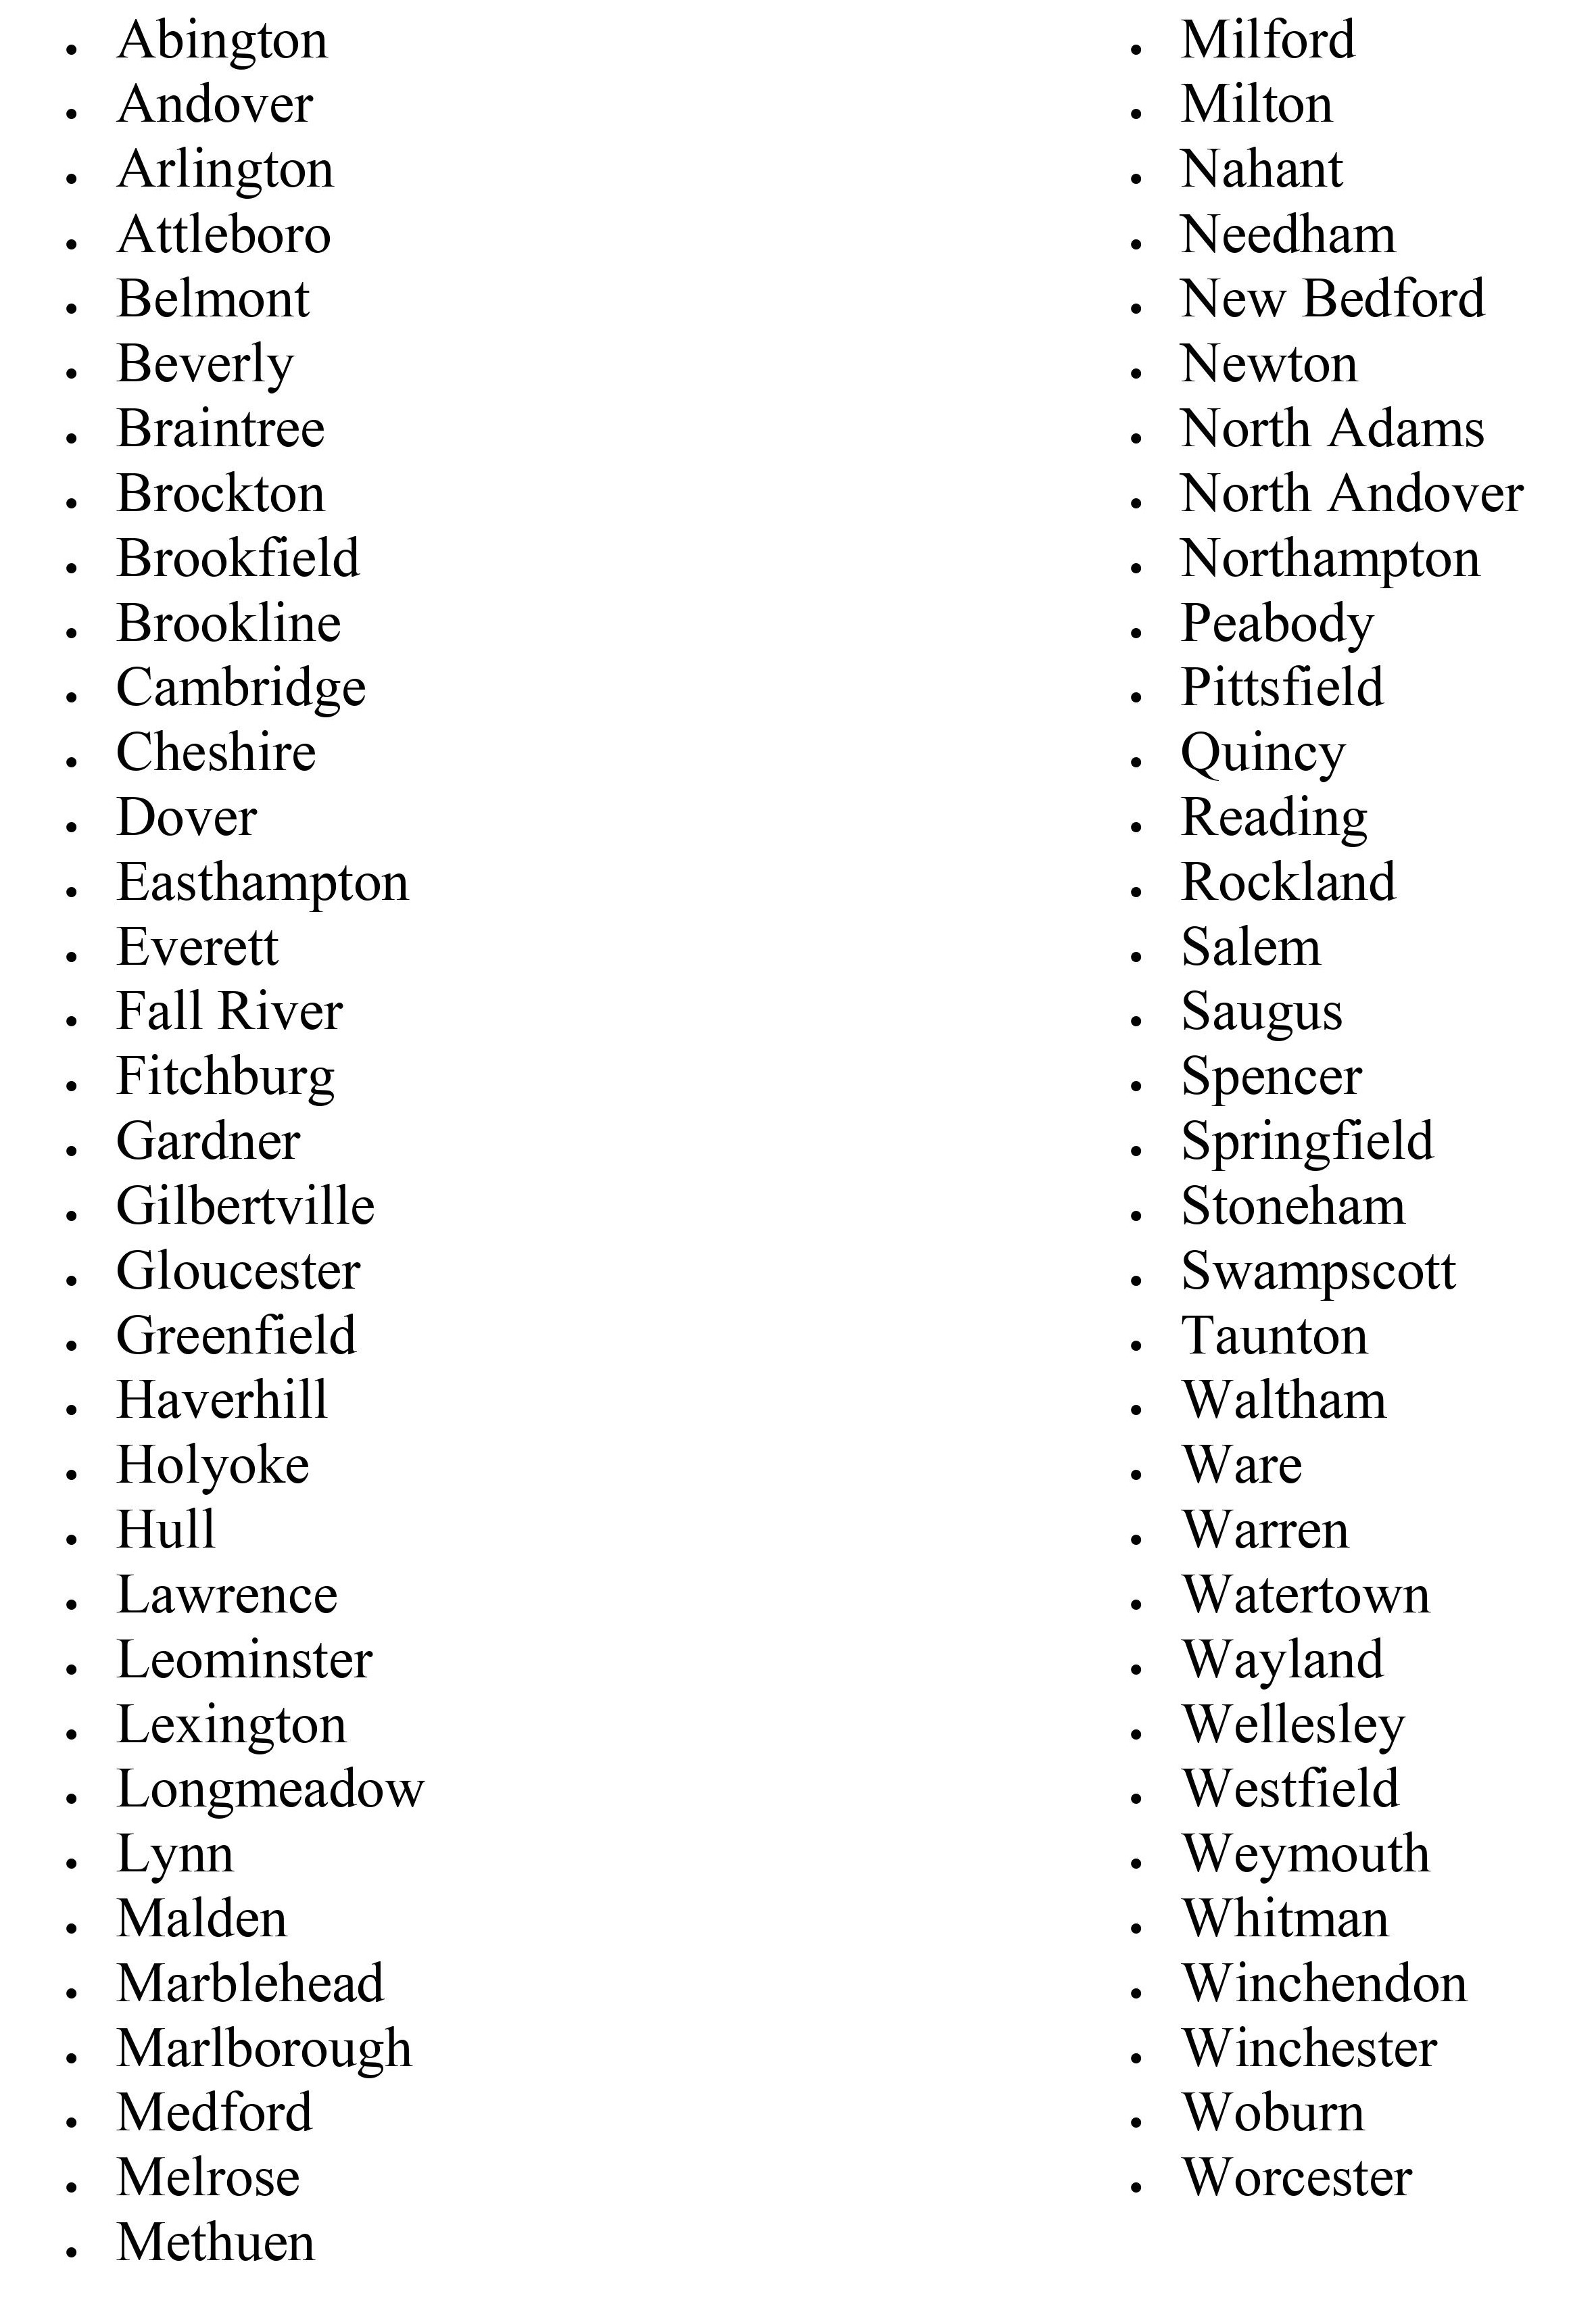 • Abington
• Andover
• Arlington
• Attleboro
• Belmont
• Beverly
• Braintree
• Brockton
• Brookfield
• Brookline
• Cambridge
• Cheshire
• Dover
• Easthampton
• Everett
• Fall River
• Fitchburg
• Gardner
• Gilbertville
• Gloucester
• Greenfield
• Haverhill
• Holyoke
• Hull
• Lawrence
• Leominster
• Lexington
• Longmeadow
• Lynn
• Malden
• Marblehead
• Marlborough
• Medford
• Melrose
• Methuen
• Milford
• Milton
• Nahant
• Needham
• New Bedford
• Newton
• North Adams
• North Andover
• Northampton
• Peabody
• Pittsfield
• Quincy
• Reading
• Rockland
• Salem
• Saugus
• Spencer
• Springfield
• Stoneham
• Swampscott
• Taunton
• Waltham
• Ware
• Warren
• Watertown
• Wayland
• Wellesley
• Westfield
• Weymouth
• Whitman
• Winchendon
• Winchester
• Woburn
• Worcester